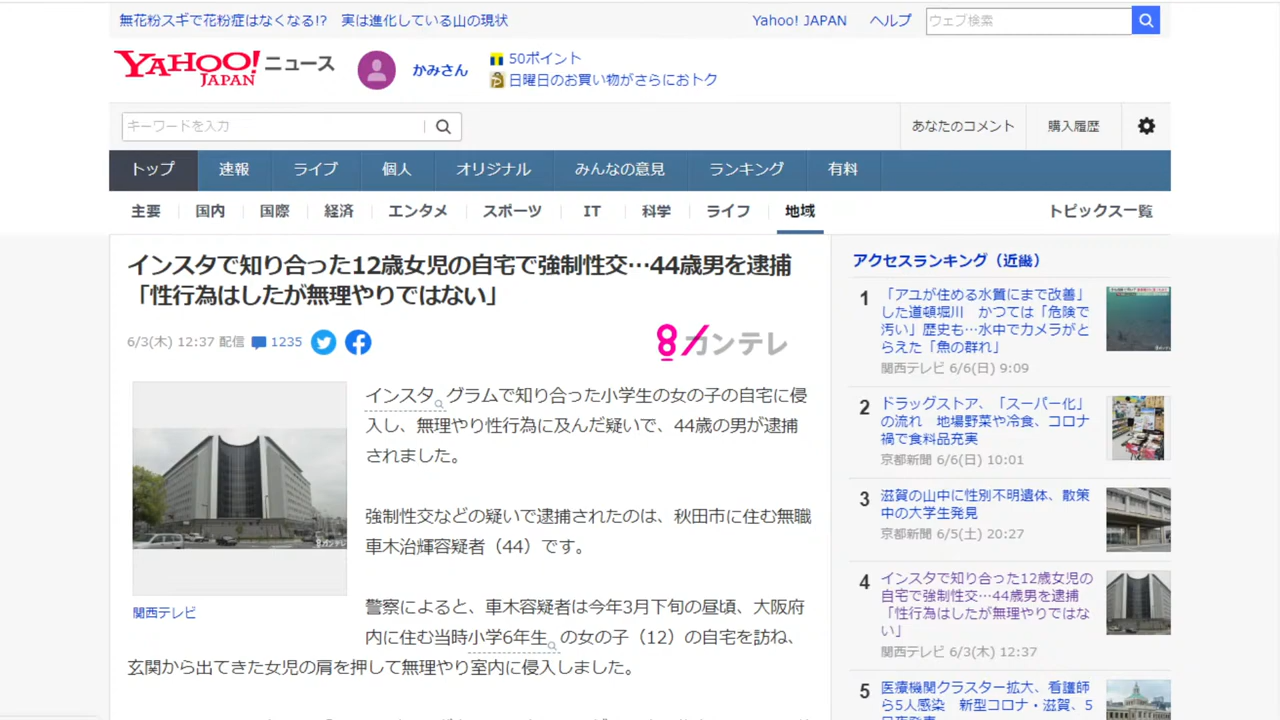 無花粉スギで花粉症はなくなる!? 実は進化している山の現状
Yahoo! JAPAN ヘルプ ウェブ検索
YAHOO! JAPAN ニュース
かみさん
50ポイント
日曜日のお買い物がさらにおトク
キーワードを入力
あなたのコメント 購入履歴
トップ 速報 ライブ 個人 オリジナル みんなの意見 ランキング 有料
主要 国内 国際 経済 エンタメ スポーツ IT 科学 ライフ 地域 トピックス一覧
インスタで知り合った12歳女児の自宅で強制性交…44歳男を逮捕
「性行為はしたが無理やりではない」
6/3(木) 12:37 配信 1235
8/カンテレ
インスタグラムで知り合った小学生の女の子の自宅に侵
入し、無理やり性行為に及んだ疑いで、44歳の男が逮捕
されました。
強制性交などの疑いで逮捕されたのは、秋田市に住む無職
車木治輝容疑者（44）です。
警察によると、車木容疑者は今年3月下旬の昼頃、大阪府
内に住む当時小学6年生の女の子（12）の自宅を訪ね、
玄関から出てきた女児の肩を押して無理やり室内に侵入しました。
カンテレ
関西テレビ
アクセスランキング（近畿）
1
「アユが住める水質にまで改善」
した道頓堀川 かつては「危険で
汚い」歴史も…水中でカメラがと
らえた「魚の群れ」
関西テレビ 6/6(日) 9:09
2
ドラッグストア、「スーパー化」
の流れ 地場野菜や冷食、コロナ
禍で食料品充実
京都新聞 6/6(日) 10:01
3
滋賀の山中に性別不明遺体、散策
中の大学生発見
京都新聞 6/5(土) 20:27
4
インスタで知り合った12歳女児の
自宅で強制性交…44歳男を逮捕
「性行為はしたが無理やりではな
い」
関西テレビ 6/3(木) 12:37
5
医療機関クラスター拡大、看護師
ら5人感染 新型コロナ・滋賀、5